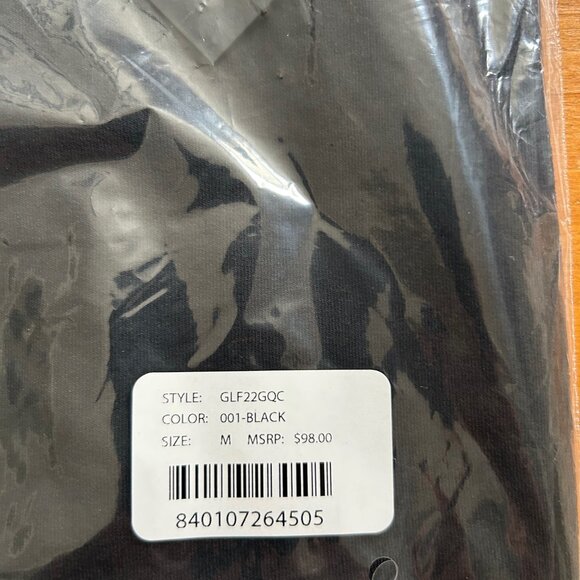 STYLE: GLF22GQC
COLOR: 001-BLACK
SIZE: M MSRP: $98.00
840107264505